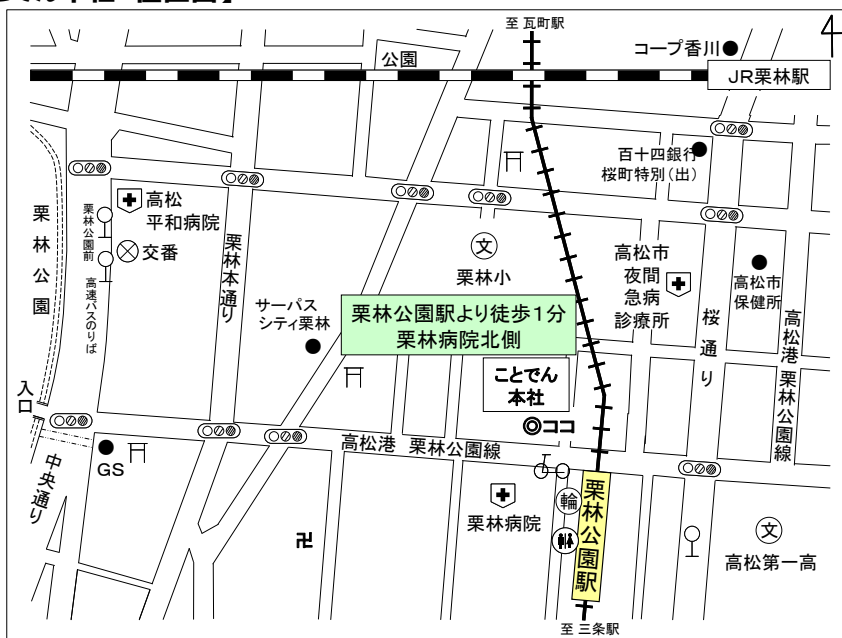 至 瓦町駅
コープ香川
公園
JR栗林駅
百十四銀行
桜町特別(出)
高松
平和病院
栗林公園
栗林公園前
交番
高速バスのりば
栗林本通り
文
栗林小
高松市
夜間
急病
診療所
高松市
保健所
サーパス
シティ栗林
栗林公園駅より徒歩1分
栗林病院北側
桜通り
高松港 栗林公園線
ことでん
本社
ココ
入口
高松港 栗林公園線
GS
中央通り
栗林病院
輪
栗林公園駅
文
高松第一高
至 三条駅